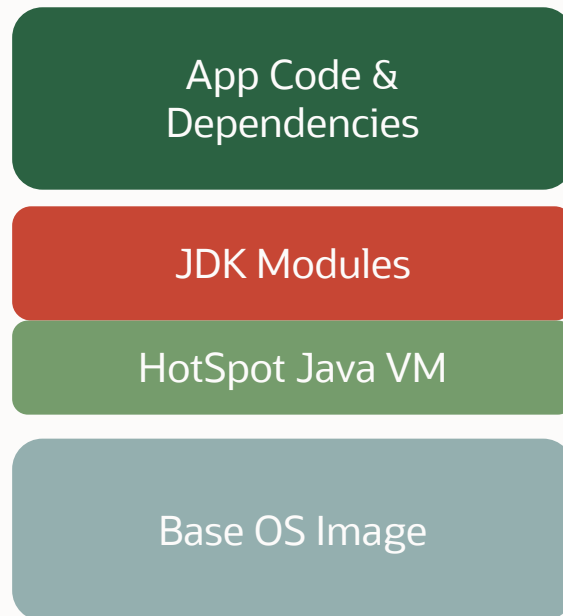 App Code &
Dependencies
JDK Modules
HotSpot Java VM
Base OS Image